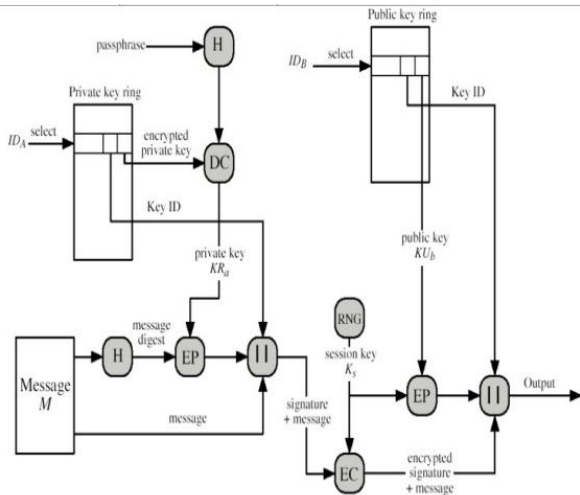 Public key ring
passphrase
H
ID_B
select
Key ID
Private key ring
ID_A
select
encrypted
private key
DC
Key ID
private key
KR_a
public key
KU_b
RNG
session key
K_s
Message
M
H
message
digest
EP
||
message
signature
+ message
EP
||
Output
EC
encrypted
signature
+ message